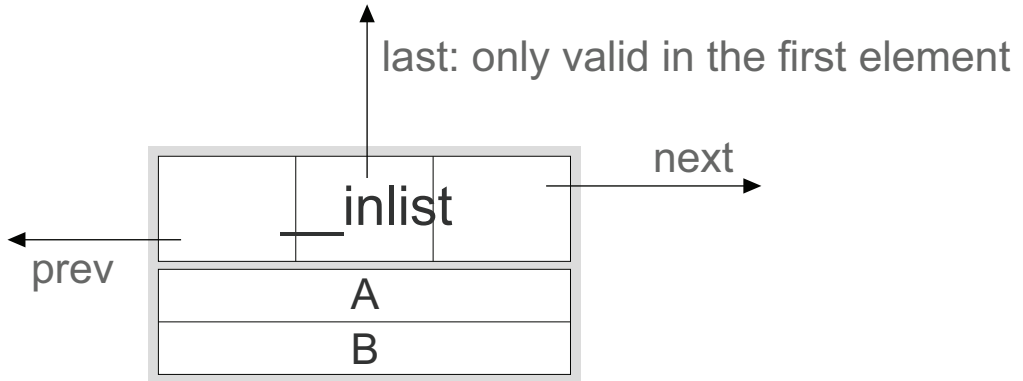 last: only valid in the first element
next
__inlist
prev
A
B